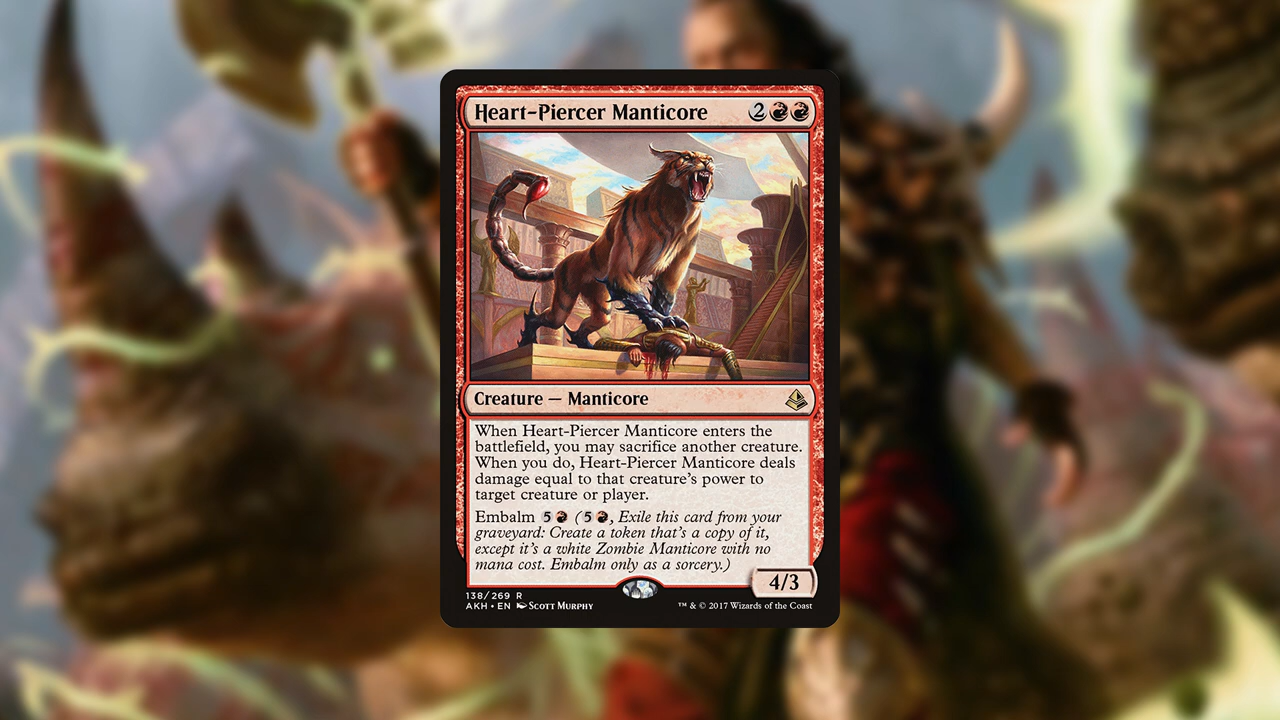 Heart-Piercer Manticore 2
Creature — Manticore
When Heart-Piercer Manticore enters the
battlefield, you may sacrifice another creature.
When you do, Heart-Piercer Manticore deals
damage equal to that creature's power to
target creature or player.
Embalm 5 (5, Exile this card from your
graveyard: Create a token that's a copy of it,
except it's a white Zombie Manticore with no
mana cost. Embalm only as a sorcery.)
4/3
138/269 R
AKH • EN Scott Murphy
™ & © 2017 Wizards of the Coast